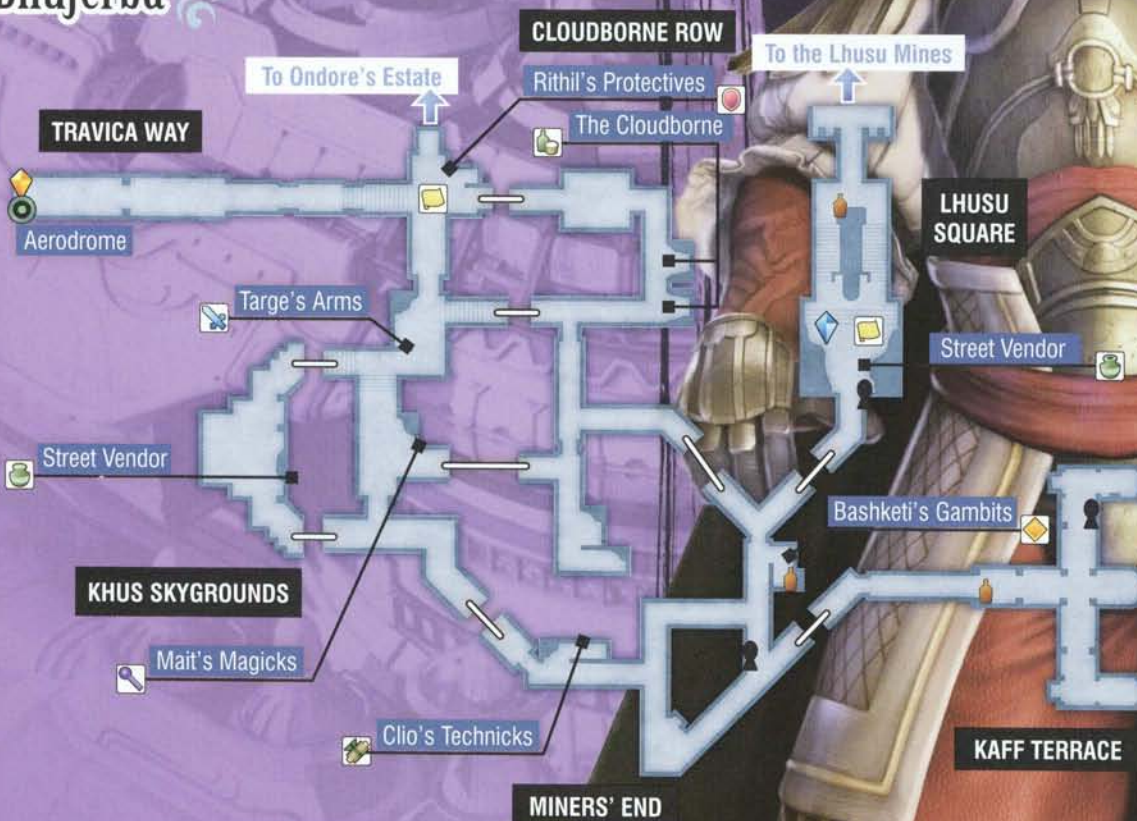 Bhujerba
CLOUDBORNE ROW
To Ondore's Estate
Rithil's Protectives
To the Lhusu Mines
TRAVICA WAY
The Cloudborne
LHUSU
SQUARE
Aerodrome
Targe's Arms
Street Vendor
Street Vendor
Bashketi's Gambits
KHUS SKYGROUNDS
Mait's Magicks
Clio's Technicks
KAFF TERRACE
MINERS' END